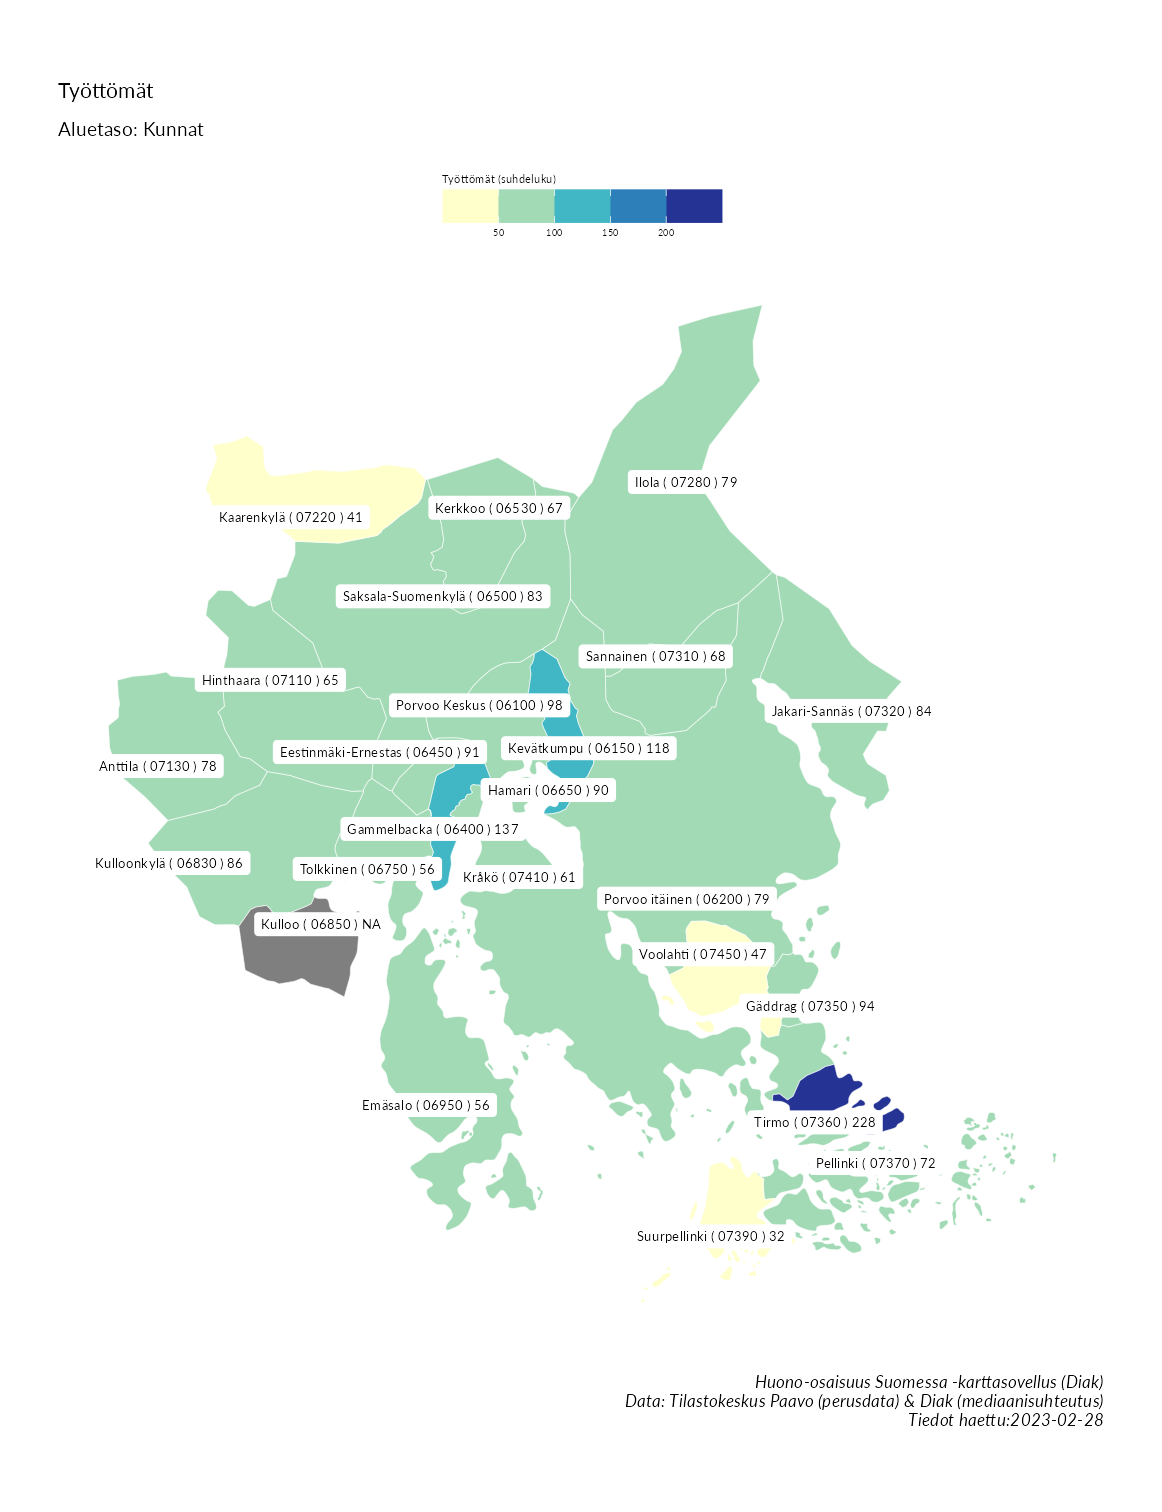 Työttömät
Aluetaso: Kunnat
Työttömät (suhdeluku)
50 100 150 200
Ilola ( 07280 ) 79
Kerkkoo ( 06530 ) 67
Kaarenkylä ( 07220 ) 41
Saksala-Suomenkylä ( 06500 ) 83
Sannainen ( 07310 ) 68
Hinthaara ( 07110 ) 65
Porvoo Keskus ( 06100 ) 98
Jakari-Sannäs ( 07320 ) 84
Kevätkumpu ( 06150 ) 118
Eestinmäki-Ernestas ( 06450 ) 91
Anttila ( 07130 ) 78
Hamari ( 06650 ) 90
Gammelbacka ( 06400 ) 137
Kulloonkylä ( 06830 ) 86
Tolkkinen ( 06750 ) 56
Kråkö ( 07410 ) 61
Porvoo itäinen ( 06200 ) 79
Kulloo ( 06850 ) NA
Voolahti ( 07450 ) 47
Gäddrag ( 07350 ) 94
Emäsalo ( 06950 ) 56
Tirmo ( 07360 ) 228
Pellinki ( 07370 ) 72
Suurpellinki ( 07390 ) 32
Huono-osaisuus Suomessa -karttasovellus (Diak)
Data: Tilastokeskus Paavo (perusdata) & Diak (mediaanisuhteutus)
Tiedot haettu:2023-02-28